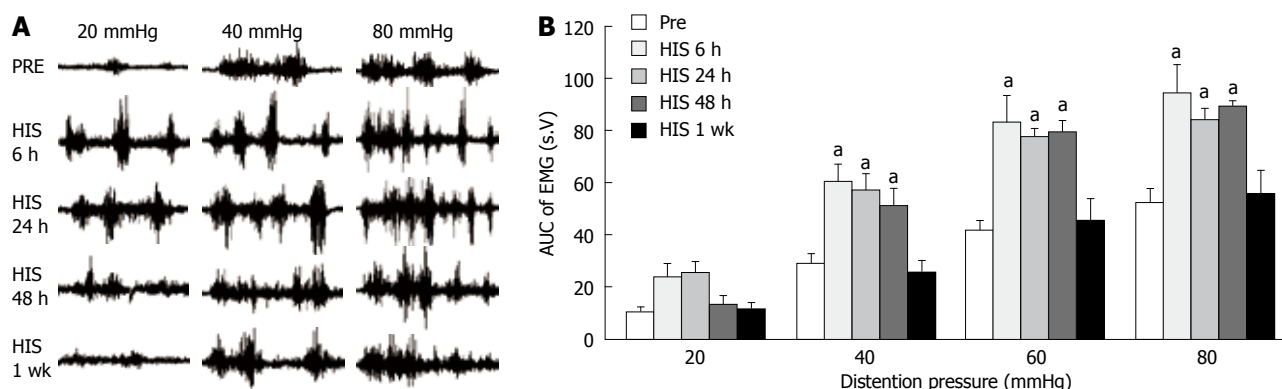 A
20 mmHg 40 mmHg 80 mmHg
PRE
HIS
6 h
HIS
24 h
HIS
48 h
HIS
1 wk
B
Pre
HIS 6 h
HIS 24 h
HIS 48 h
HIS 1 wk
AUC of EMG (s.V)
120
100
80
60
40
20
0
a a a
a a a
a a a
20 40 60 80
Distention pressure (mmHg)